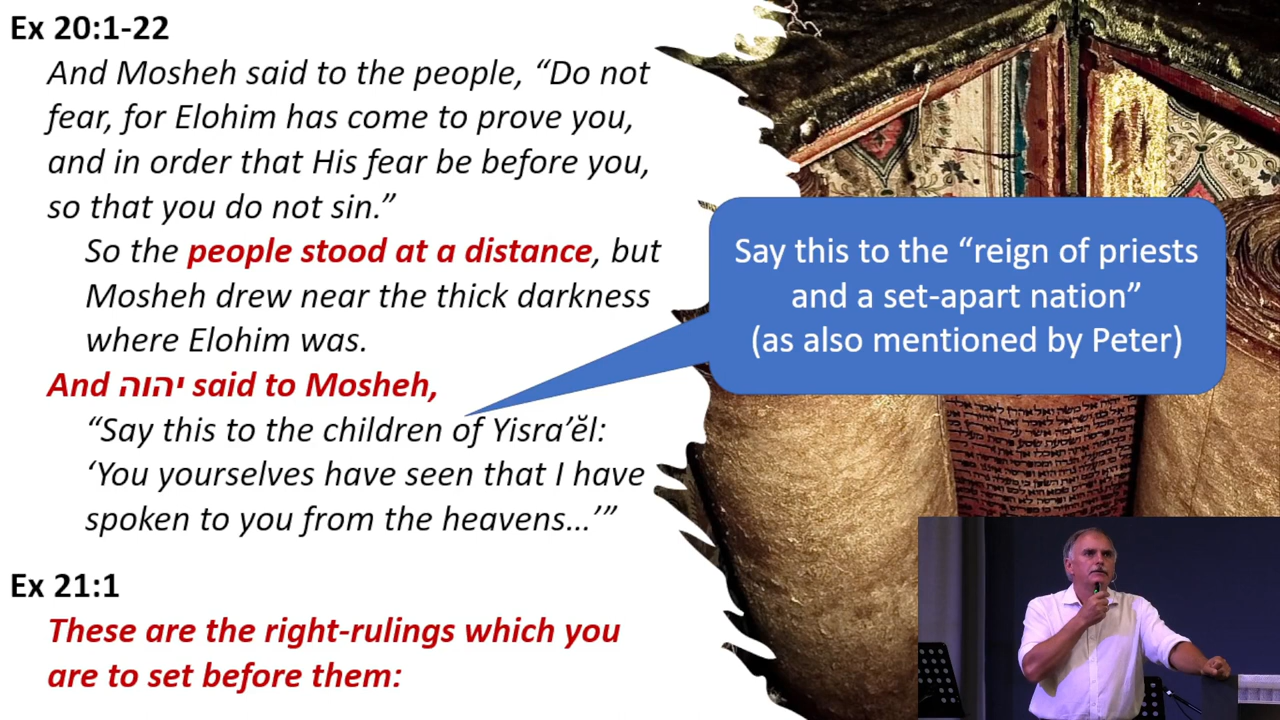 Ex 20:1-22
And Mosheh said to the people, “Do not
fear, for Elohim has come to prove you,
and in order that His fear be before you,
so that you do not sin.”
So the people stood at a distance, but
Mosheh drew near the thick darkness
where Elohim was.
And יהוה said to Mosheh,
“Say this to the children of Yisra’ĕl:
‘You yourselves have seen that I have
spoken to you from the heavens…’”
Ex 21:1
These are the right-rulings which you
are to set before them:
Say this to the “reign of priests
and a set-apart nation”
(as also mentioned by Peter)